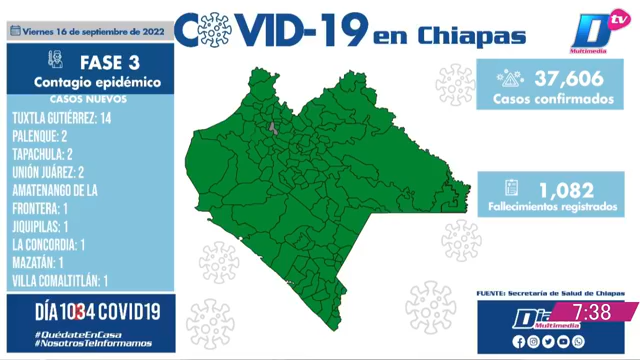 Viernes 16 de septiembre de 2022
COVID-19 en Chiapas
D tv
Multimedia
FASE 3
Contagio epidémico
CASOS NUEVOS
TUXTLA GUTIÉRREZ: 14
PALENQUE: 2
TAPACHULA: 2
UNIÓN JUÁREZ: 2
AMATENANGO DE LA
FRONTERA: 1
JIQUIPILAS: 1
LA CONCORDIA: 1
MAZATÁN: 1
VILLA COMALTITLÁN: 1
37,606
Casos confirmados
1,082
Fallecimientos registrados
DÍA 1034 COVID19
#QuédateEnCasa
#NosotrosTeInformamos
FUENTE: Secretaría de Salud de Chiapas
7:38
Multimedia